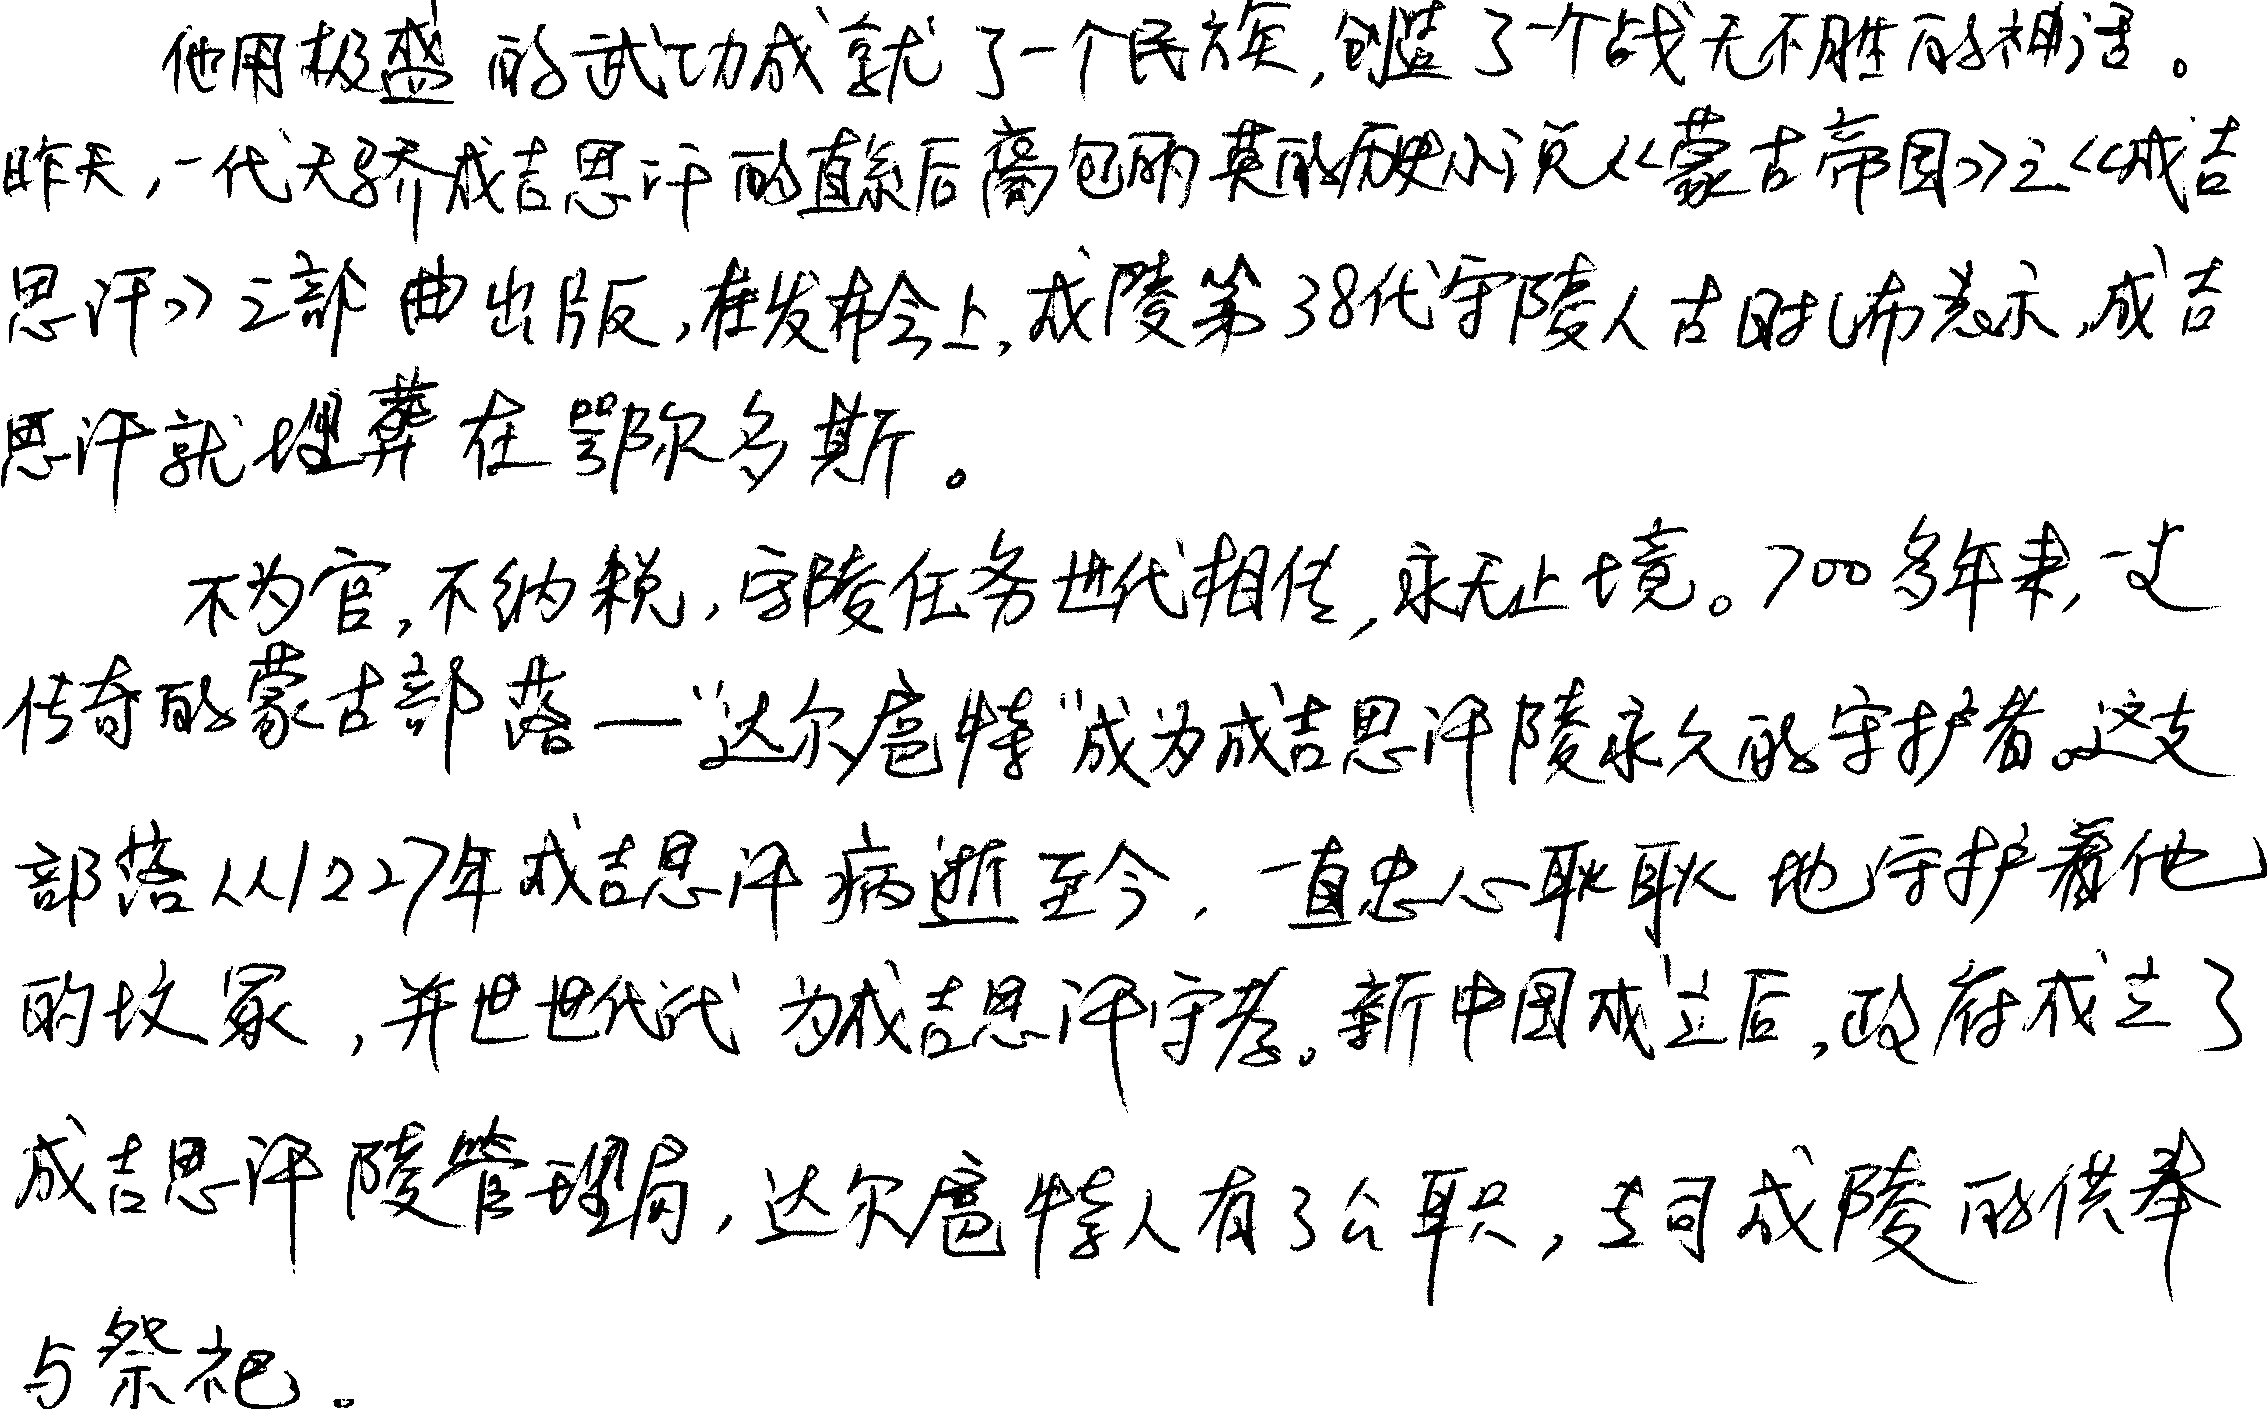 他用极盛的武功成就了一个民族,创造了一个战无不胜的神话。
昨天,一代天骄成吉思汗的直系后裔包丽英的历史小说《蒙古帝国》之《成吉
思汗》三部曲出版,在发布会上,成陵第38代守陵人古日扎布表示,成吉
思汗就埋葬在鄂尔多斯。
不为官,不纳税,守陵任务世代相传,永无止境。700多年来,一支
传奇的蒙古部落—“达尔扈特”成为成吉思汗陵永久的守护者。这支
部落从1227年成吉思汗病逝至今,一直忠心耿耿地守护着他
的坟冢,并世世代代为成吉思汗守孝。新中国成立后,政府成立了
成吉思汗陵管理局,达尔扈特人有了公职,专司成陵的供奉
与祭祀。